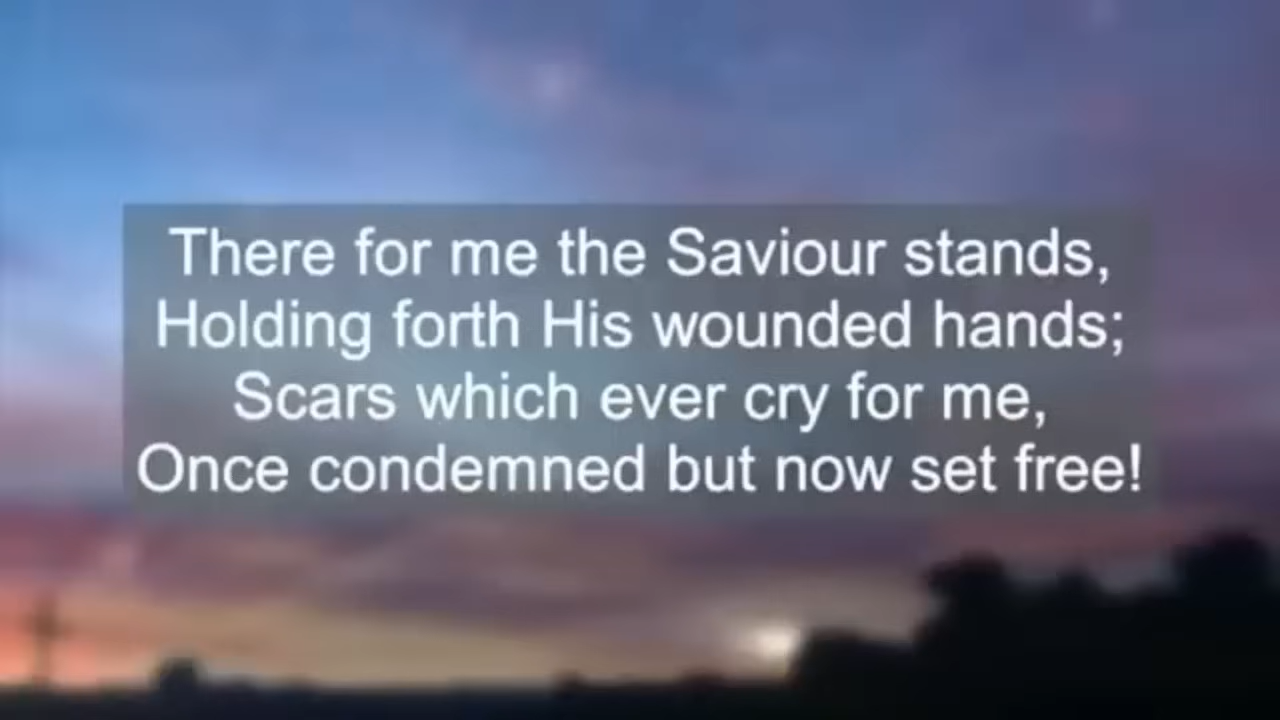 There for me the Saviour stands,
Holding forth His wounded hands;
Scars which ever cry for me,
Once condemned but now set free!